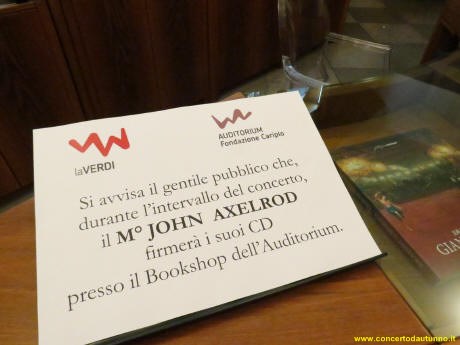 laVERDI
AUDITORIUM
Fondazione Cariplo
Si avvisa il gentile pubblico che,
durante l'intervallo del concerto,
il M° JOHN AXELROD
firmerà i suoi CD
presso il Bookshop dell'Auditorium.
GIAN
www.concertodautunno.it